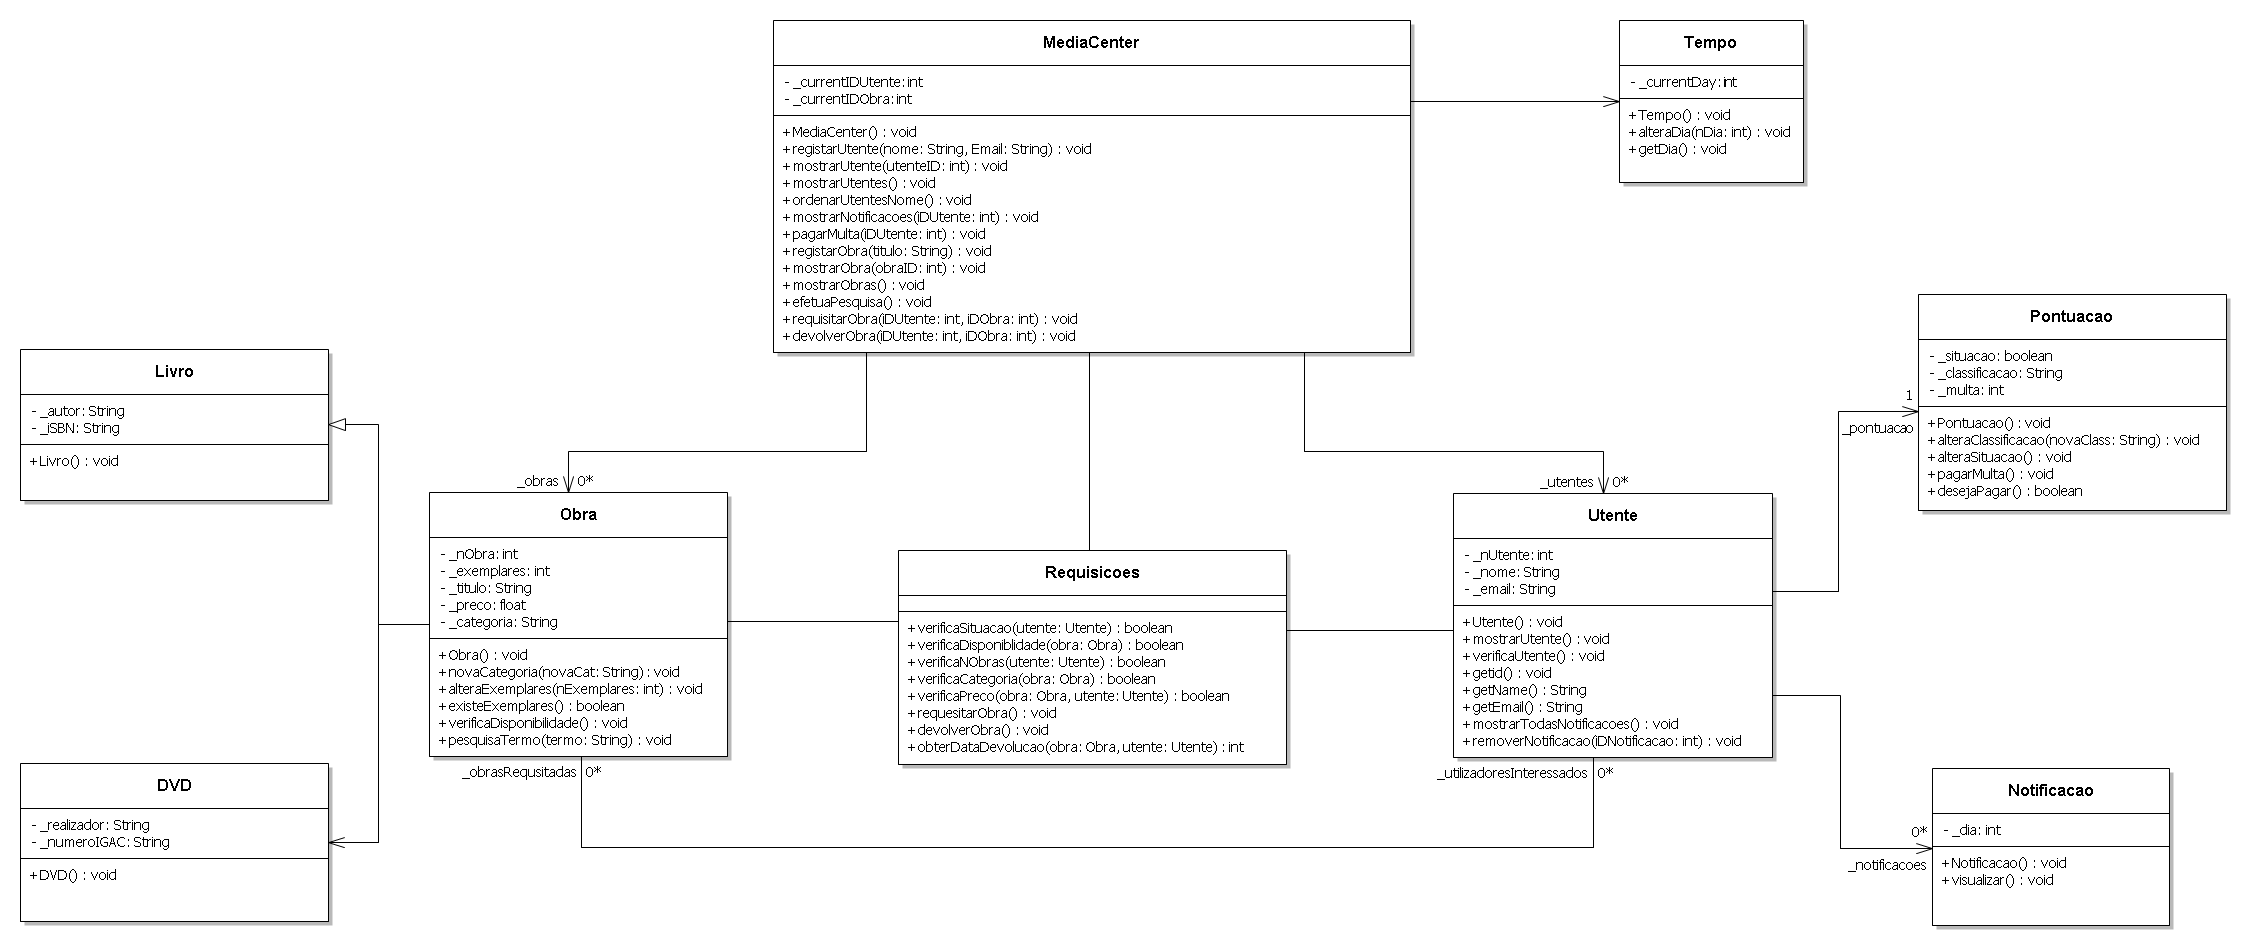 MediaCenter
- _currentIDUtente: int
- _currentIDObra: int
+ MediaCenter() : void
+ registarUtente(nome: String, Email: String) : void
+ mostrarUtente(utenteID: int) : void
+ mostrarUtentes() : void
+ ordenarUtentesNome() : void
+ mostrarNotificacoes(iDUtente: int) : void
+ pagarMulta(iDUtente: int) : void
+ registarObra(titulo: String) : void
+ mostrarObra(obraID: int) : void
+ mostrarObras() : void
+ efetuaPesquisa() : void
+ requisitarObra(iDUtente: int, iDObra: int) : void
+ devolverObra(iDUtente: int, iDObra: int) : void
Tempo
- _currentDay: int
+ Tempo() : void
+ alteraDia(nDia: int) : void
+ getDia() : void
Pontuacao
- _situacao: boolean
- _classificacao: String
- _multa: int
+ Pontuacao() : void
+ alteraClassificacao(novaClass: String) : void
+ alteraSituacao() : void
+ pagarMulta() : void
+ desejaPagar() : boolean
1
_pontuacao
Livro
- _autor: String
- _iSBN: String
+ Livro() : void
_obras 0*
_utentes 0*
Obra
- _nObra: int
- _exemplares: int
- _titulo: String
- _preco: float
- _categoria: String
+ Obra() : void
+ novaCategoria(novaCat: String) : void
+ alteraExemplares(nExemplares: int) : void
+ existeExemplares() : boolean
+ verificaDisponibilidade() : void
+ pesquisaTermo(termo: String) : void
Requisicoes
+ verificaSituacao(utente: Utente) : boolean
+ verificaDisponiblidade(obra: Obra) : boolean
+ verificaNObras(utente: Utente) : boolean
+ verificaCategoria(obra: Obra) : boolean
+ verificaPreco(obra: Obra, utente: Utente) : boolean
+ requesitarObra() : void
+ devolverObra() : void
+ obterDataDevolucao(obra: Obra, utente: Utente) : int
Utente
- _nUtente: int
- _nome: String
- _email: String
+ Utente() : void
+ mostrarUtente() : void
+ verificaUtente() : void
+ getid() : void
+ getName() : String
+ getEmail() : String
+ mostrarTodasNotificacoes() : void
+ removerNotificacao(iDNotificacao: int) : void
_obrasRequsitadas 0*
_utilizadoresInteressados 0*
DVD
- _realizador: String
- _numeroIGAC: String
+ DVD() : void
0*
_notificacoes
Notificacao
- _dia: int
+ Notificacao() : void
+ visualizar() : void